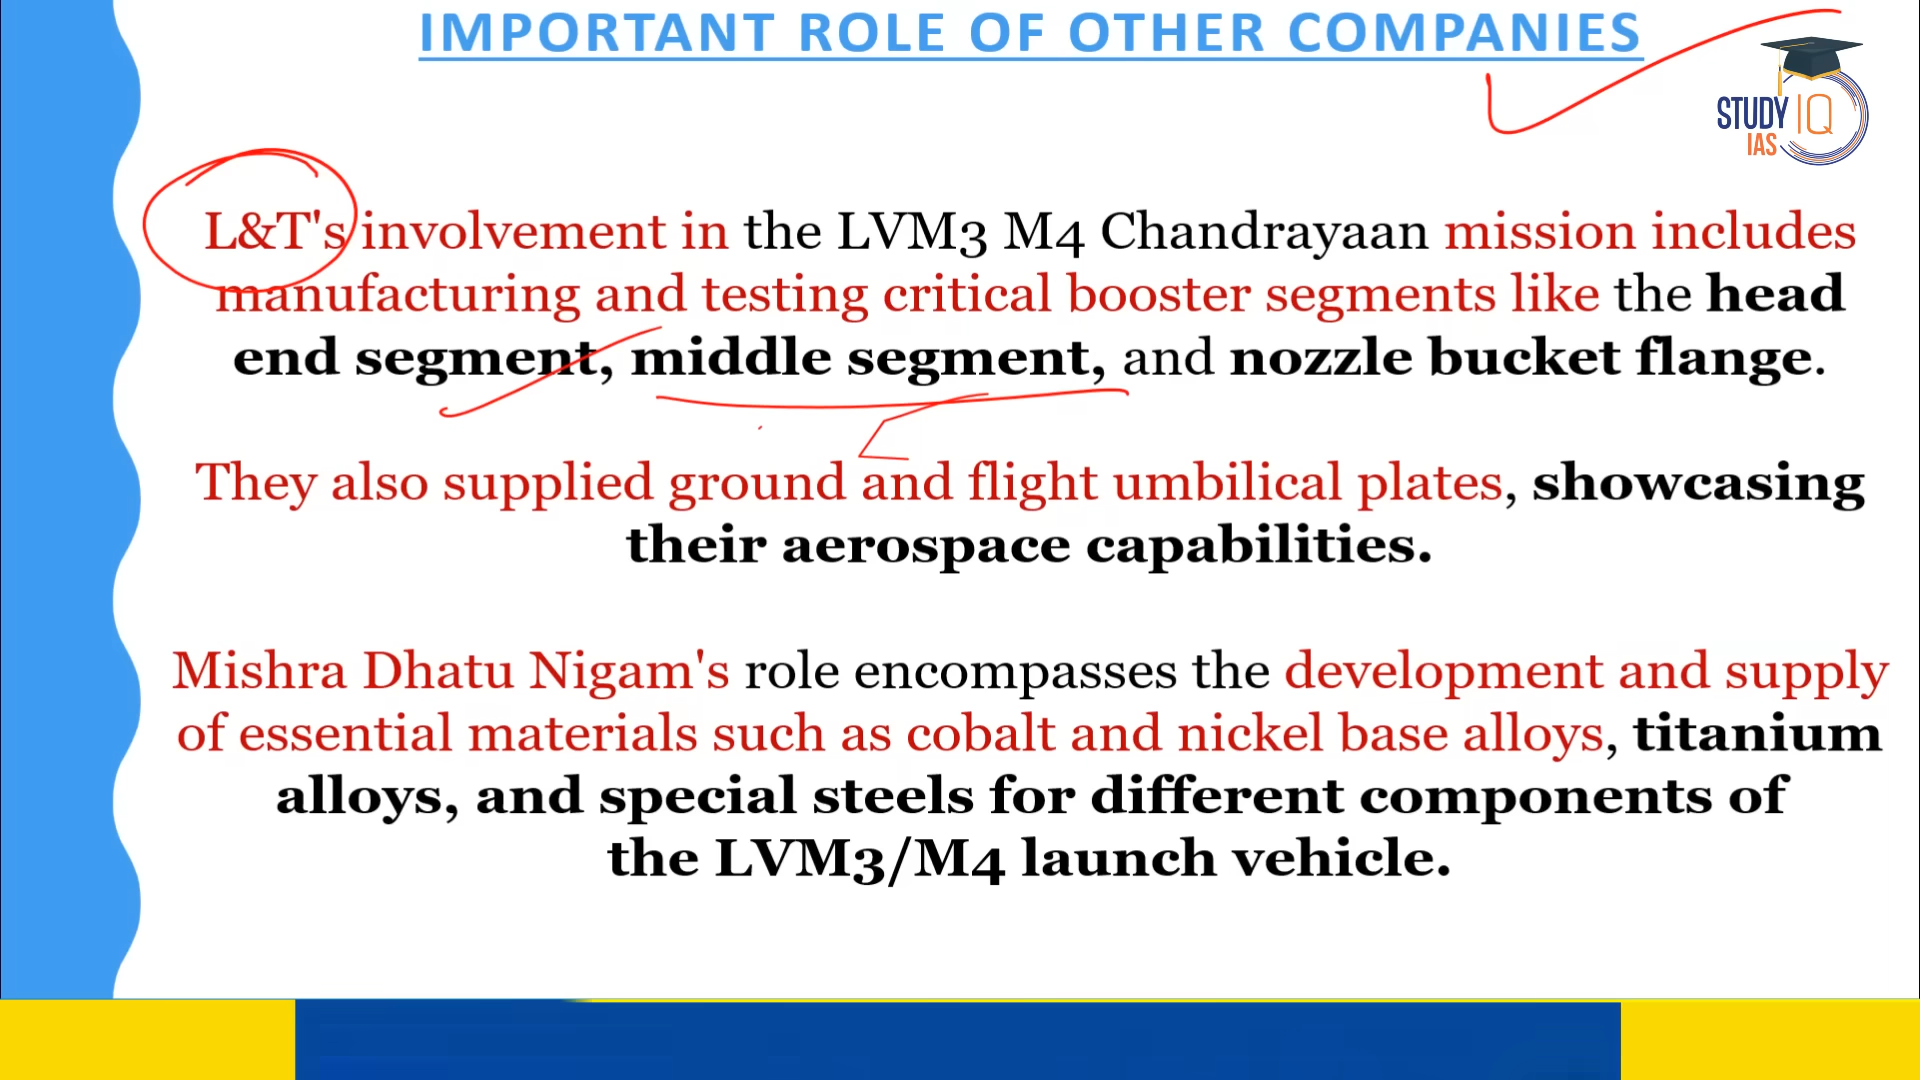 IMPORTANT ROLE OF OTHER COMPANIES
STUDY IQ
IAS
L&T's involvement in the LVM3 M4 Chandrayaan mission includes
manufacturing and testing critical booster segments like the head
end segment, middle segment, and nozzle bucket flange.
They also supplied ground and flight umbilical plates, showcasing
their aerospace capabilities.
Mishra Dhatu Nigam's role encompasses the development and supply
of essential materials such as cobalt and nickel base alloys, titanium
alloys, and special steels for different components of
the LVM3/M4 launch vehicle.